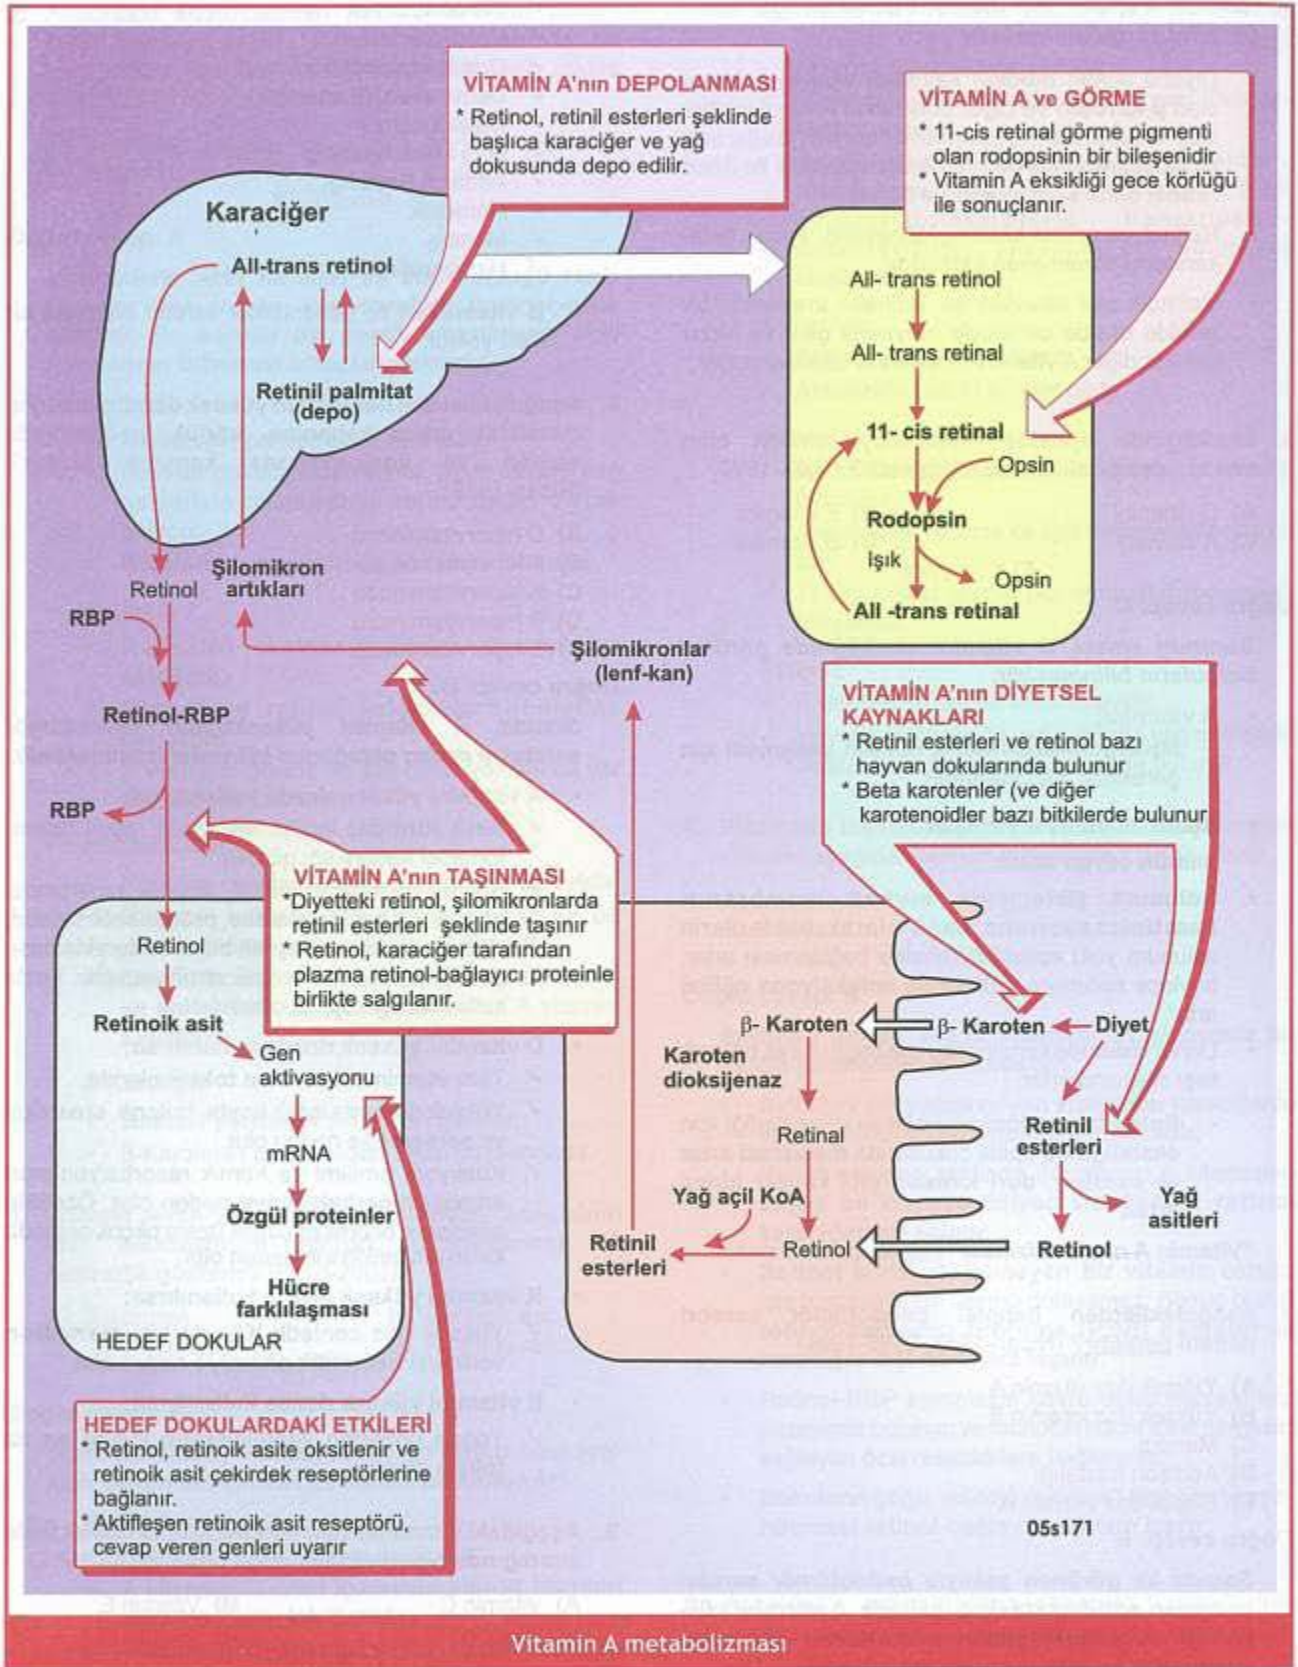 VİTAMİN A'nın DEPOLANMASI
* Retinol, retinil esterleri şeklinde
başlıca karaciğer ve yağ
dokusunda depo edilir.
VİTAMİN A ve GÖRME
* 11-cis retinal görme pigmenti
olan rodopsinin bir bileşenidir
* Vitamin A eksikliği gece körlüğü
ile sonuçlanır.
Karaciğer
All-trans retinol
Retinil palmitat
(depo)
All- trans retinol
All- trans retinal
11- cis retinal
Opsin
Rodopsin
Işık
Opsin
All -trans retinal
Retinol
Şilomikron
artıkları
RBP
Retinol-RBP
RBP
Şilomikronlar
(lenf-kan)
VİTAMİN A'nın DİYETSEL
KAYNAKLARI
* Retinil esterleri ve retinol bazı
hayvan dokularında bulunur
* Beta karotenler (ve diğer
karotenoidler bazı bitkilerde bulunur
VİTAMİN A'nın TAŞINMASI
*Diyetteki retinol, şilomikronlarda
retinil esterleri şeklinde taşınır
* Retinol, karaciğer tarafından
plazma retinol-bağlayıcı proteinle
birlikte salgılanır.
Retinol
Retinoik asit
Gen
aktivasyonu
mRNA
Özgül proteinler
Hücre
farklılaşması
HEDEF DOKULAR
β- Karoten
β- Karoten
Diyet
Karoten
dioksijenaz
Retinal
Retinil
esterleri
Yağ açil KoA
Yağ
asitleri
Retinil
esterleri
Retinol
Retinol
HEDEF DOKULARDAKİ ETKİLERİ
* Retinol, retinoik asite oksitlenir ve
retinoik asit çekirdek reseptörlerine
bağlanır.
* Aktifleşen retinoik asit reseptörü,
cevap veren genleri uyarır
05s171
Vitamin A metabolizması